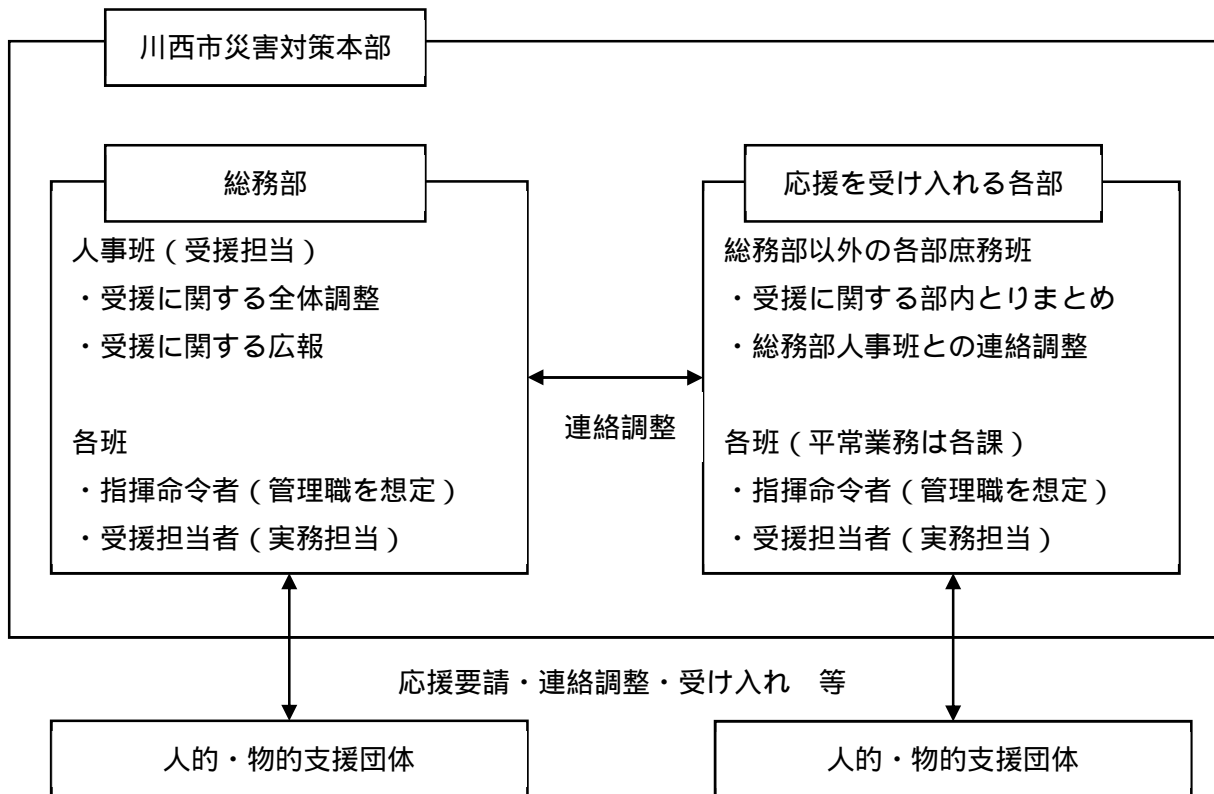 川西市災害対策本部
総務部
人事班（受援担当）
・受援に関する全体調整
・受援に関する広報
各班
・指揮命令者（管理職を想定）
・受援担当者（実務担当）
連絡調整
応援を受け入れる各部
総務部以外の各部庶務班
・受援に関する部内とりまとめ
・総務部人事班との連絡調整
各班（平常業務は各課）
・指揮命令者（管理職を想定）
・受援担当者（実務担当）
応援要請・連絡調整・受け入れ　等
人的・物的支援団体
人的・物的支援団体